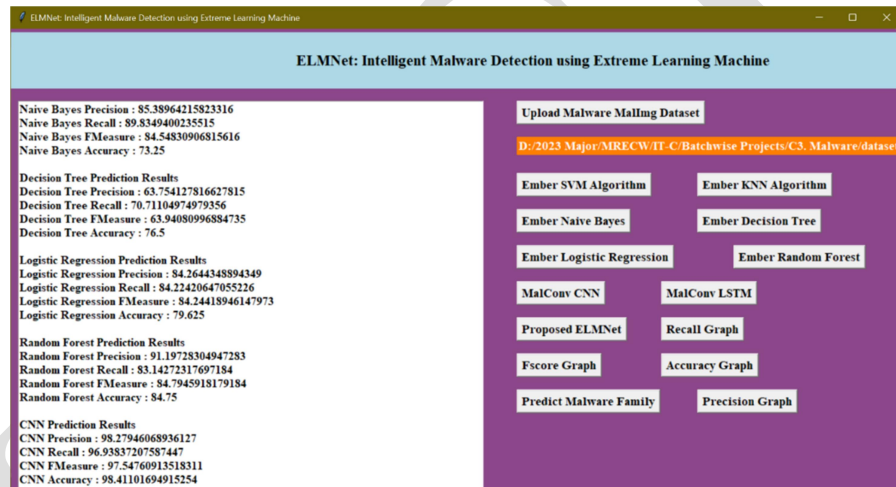 ELMNet: Intelligent Malware Detection using Extreme Learning Machine
ELMNet: Intelligent Malware Detection using Extreme Learning Machine
Naive Bayes Precision : 85.38964215823316
Naive Bayes Recall : 89.8349400235515
Naive Bayes FMeasure : 84.54830906815616
Naive Bayes Accuracy : 73.25
Decision Tree Prediction Results
Decision Tree Precision : 63.754127816627815
Decision Tree Recall : 70.71104974979356
Decision Tree FMeasure : 63.94080996884735
Decision Tree Accuracy : 76.5
Logistic Regression Prediction Results
Logistic Regression Precision : 84.2644348894349
Logistic Regression Recall : 84.22420647055226
Logistic Regression FMeasure : 84.24418946147973
Logistic Regression Accuracy : 79.625
Random Forest Prediction Results
Random Forest Precision : 91.19728304947283
Random Forest Recall : 83.14272317697184
Random Forest FMeasure : 84.7945918179184
Random Forest Accuracy : 84.75
CNN Prediction Results
CNN Precision : 98.27946068936127
CNN Recall : 96.93837207587447
CNN FMeasure : 97.54760913518311
CNN Accuracy : 98.41101694915254
Upload Malware MalImg Dataset
D:/2023 Major/MRECW/IT-C/Batchwise Projects/C3. Malware/dataset
Ember SVM Algorithm
Ember KNN Algorithm
Ember Naive Bayes
Ember Decision Tree
Ember Logistic Regression
Ember Random Forest
MalConv CNN
MalConv LSTM
Proposed ELMNet
Recall Graph
Fscore Graph
Accuracy Graph
Predict Malware Family
Precision Graph